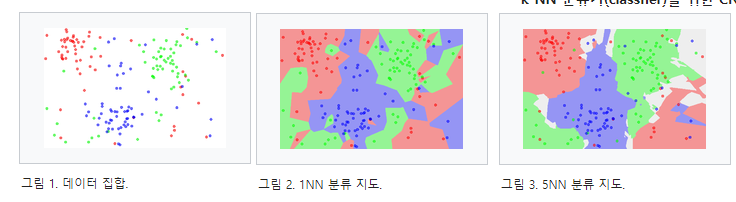 그림 1. 데이터 집합.
그림 2. 1NN 분류 지도.
그림 3. 5NN 분류 지도.